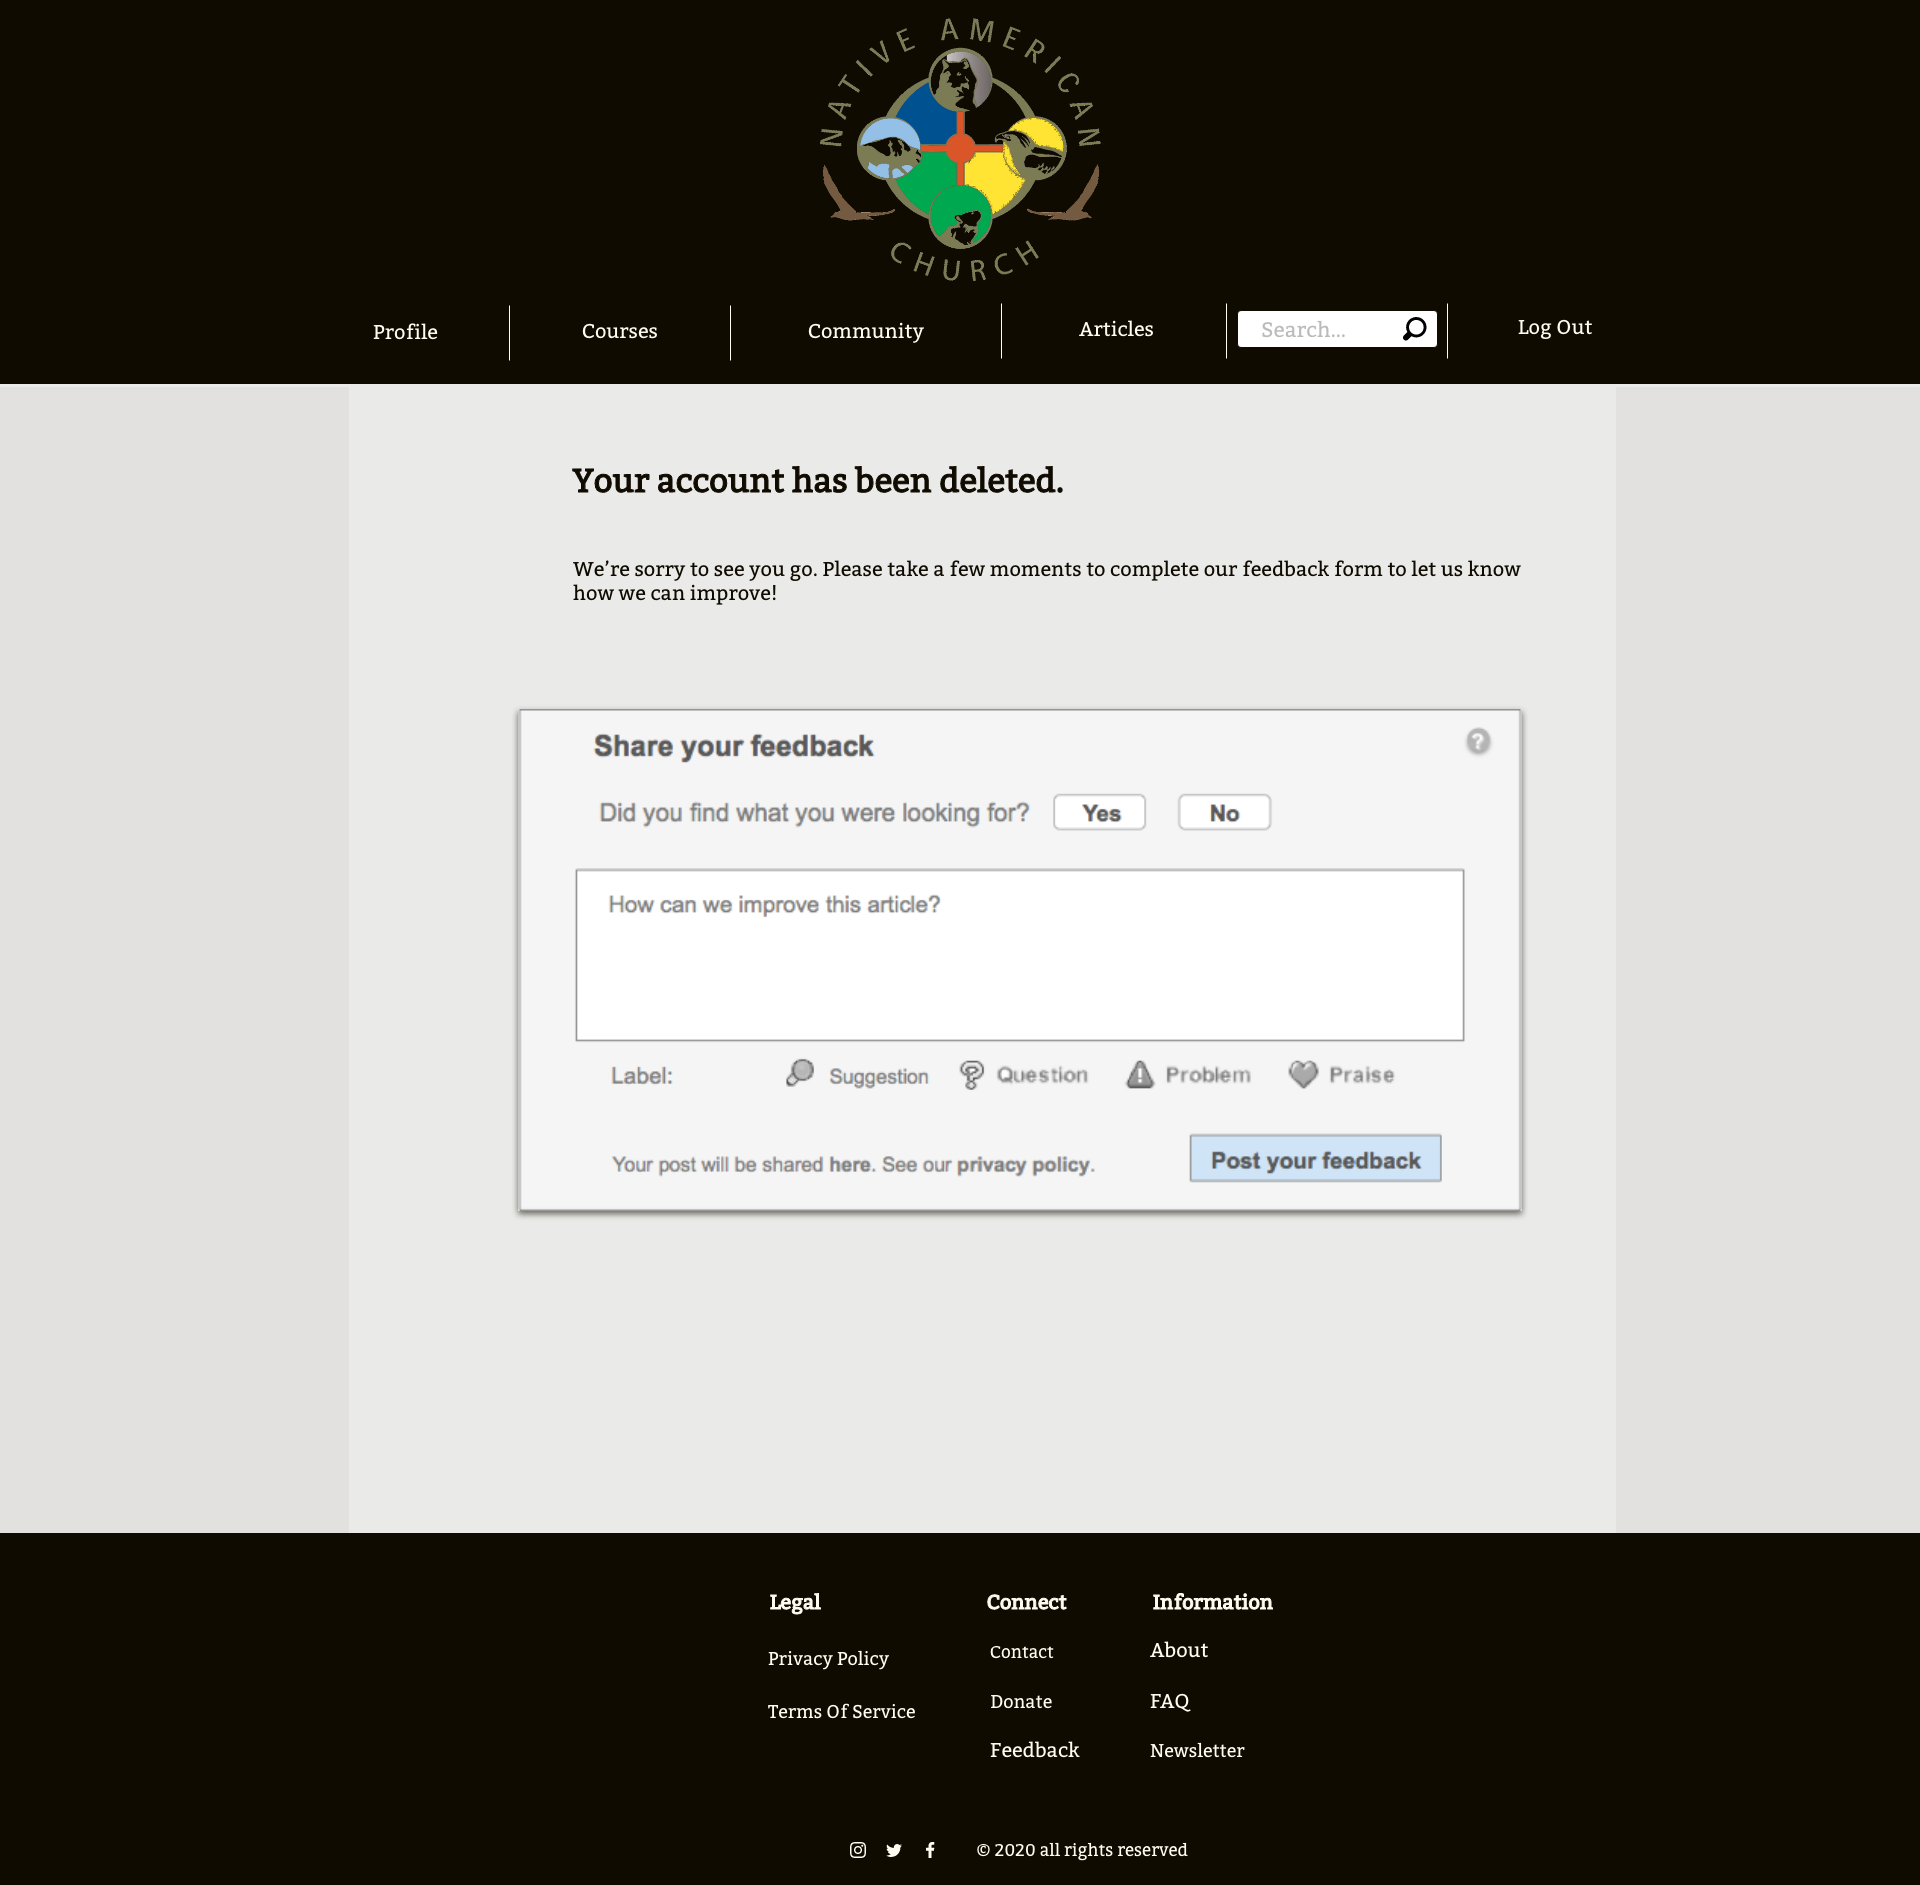 NATIVE AMERICAN
CHURCH
Profile
Courses
Community
Articles
Search...
Log Out
Your account has been deleted.
We’re sorry to see you go. Please take a few moments to complete our feedback form to let us know
how we can improve!
Share your feedback
?
Did you find what you were looking for?
Yes
No
How can we improve this article?
Label:
Suggestion
Question
Problem
Praise
Your post will be shared here. See our privacy policy.
Post your feedback
Legal
Connect
Information
Privacy Policy
Contact
About
Terms Of Service
Donate
FAQ
Feedback
Newsletter
© 2020 all rights reserved